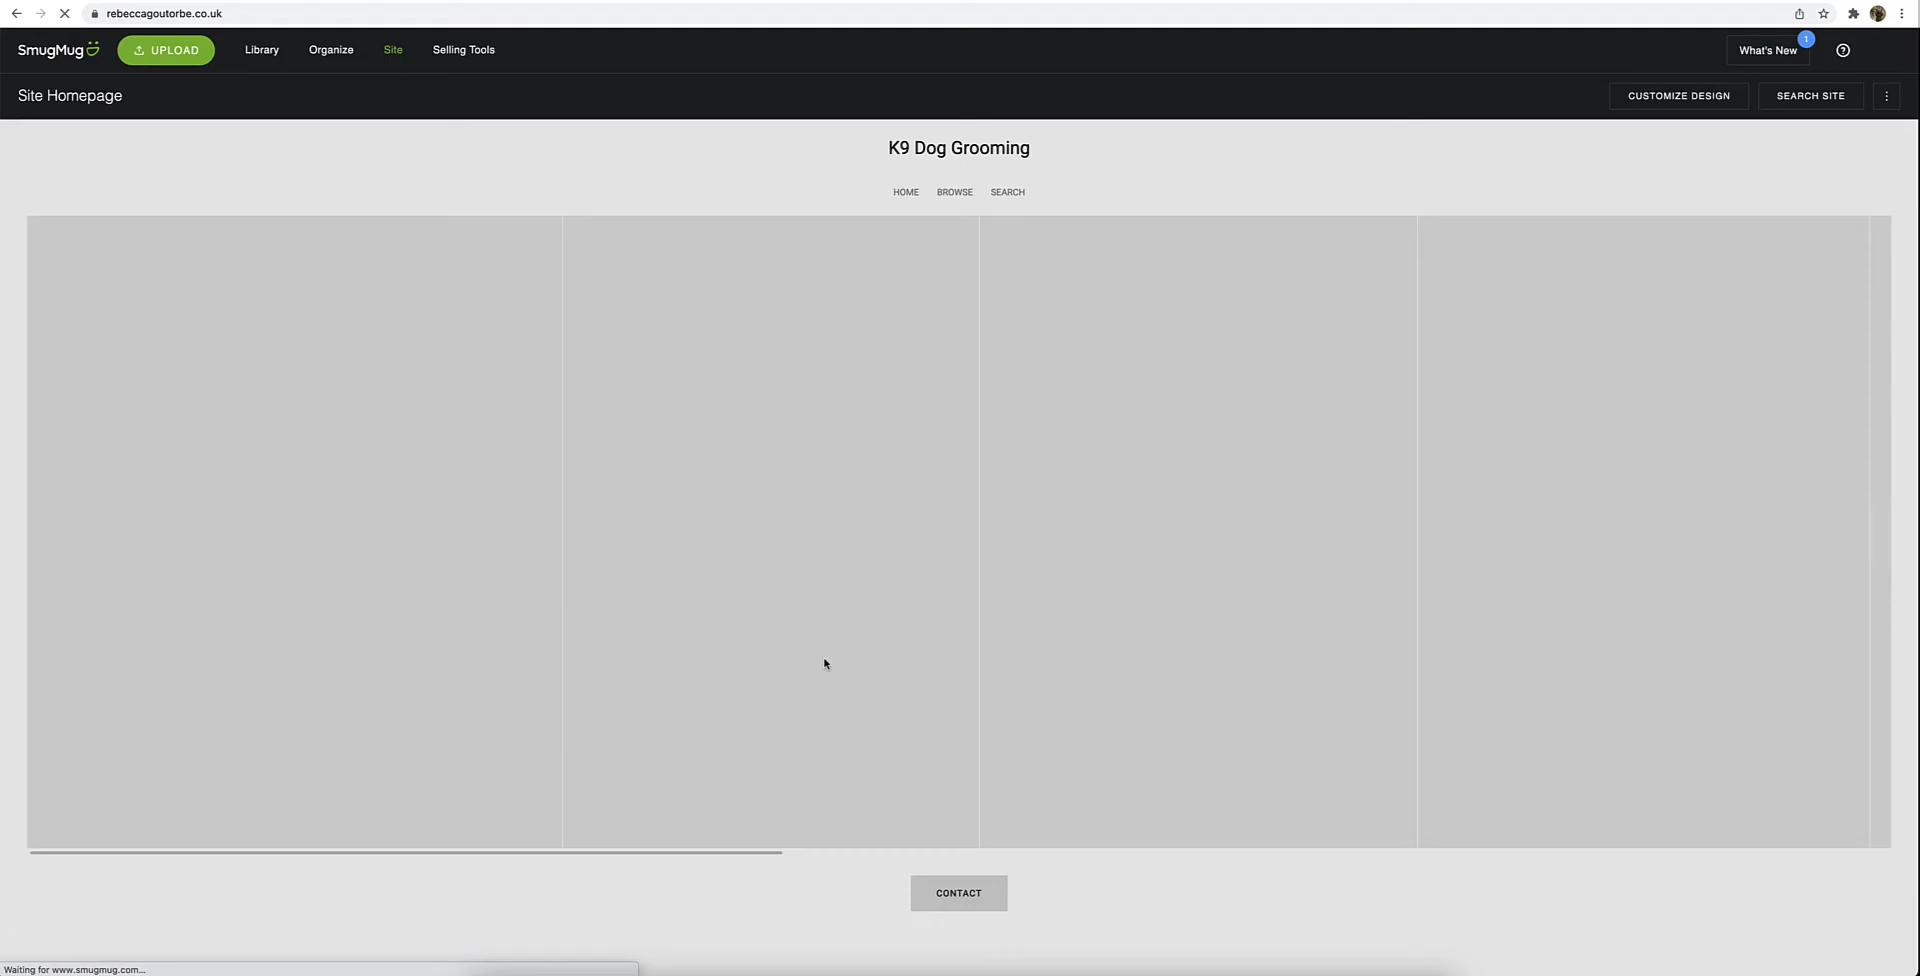 rebeccagoutorbe.co.uk
SmugMug UPLOAD Library Organize Site Selling Tools What's New 1
Site Homepage CUSTOMIZE DESIGN SEARCH SITE
K9 Dog Grooming
HOME BROWSE SEARCH
CONTACT
Waiting for www.smugmug.com...